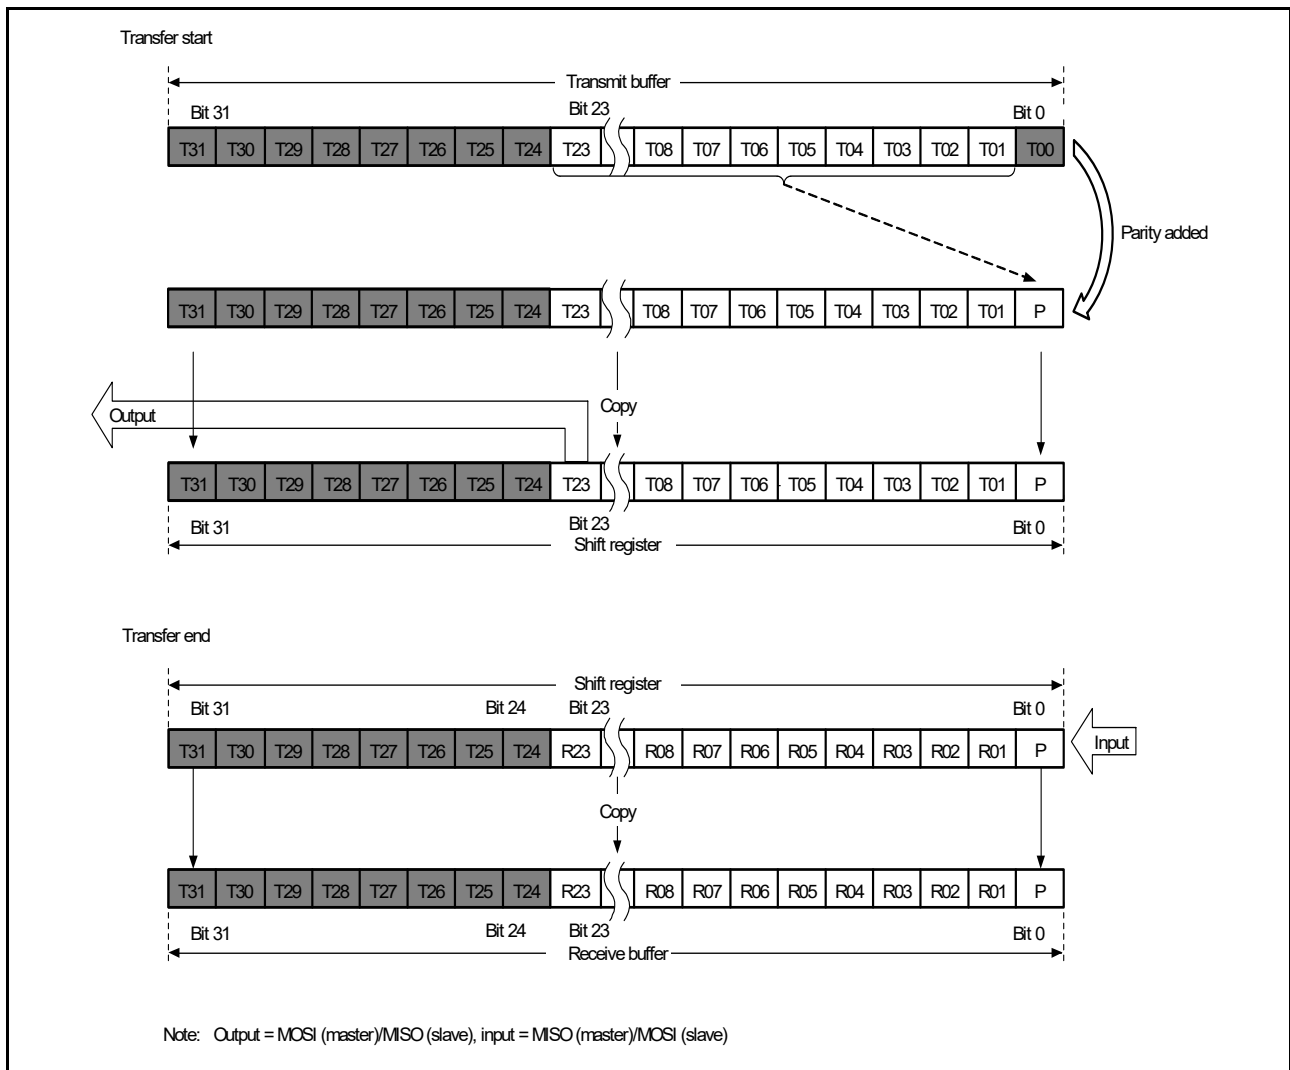 Transfer start
Transmit buffer
Bit 31 Bit 23 Bit 0
T31 T30 T29 T28 T27 T26 T25 T24 T23 T08 T07 T06 T05 T04 T03 T02 T01 T00
Parity added
T31 T30 T29 T28 T27 T26 T25 T24 T23 T08 T07 T06 T05 T04 T03 T02 T01 P
Output Copy
T31 T30 T29 T28 T27 T26 T25 T24 T23 T08 T07 T06 T05 T04 T03 T02 T01 P
Bit 31 Bit 23 Bit 0
Shift register
Transfer end
Shift register
Bit 31 Bit 24 Bit 23 Bit 0
T31 T30 T29 T28 T27 T26 T25 T24 R23 R08 R07 R06 R05 R04 R03 R02 R01 P
Input
Copy
T31 T30 T29 T28 T27 T26 T25 T24 R23 R08 R07 R06 R05 R04 R03 R02 R01 P
Bit 31 Bit 24 Bit 23 Bit 0
Receive buffer
Note: Output = MOSI (master)/MISO (slave), input = MISO (master)/MOSI (slave)